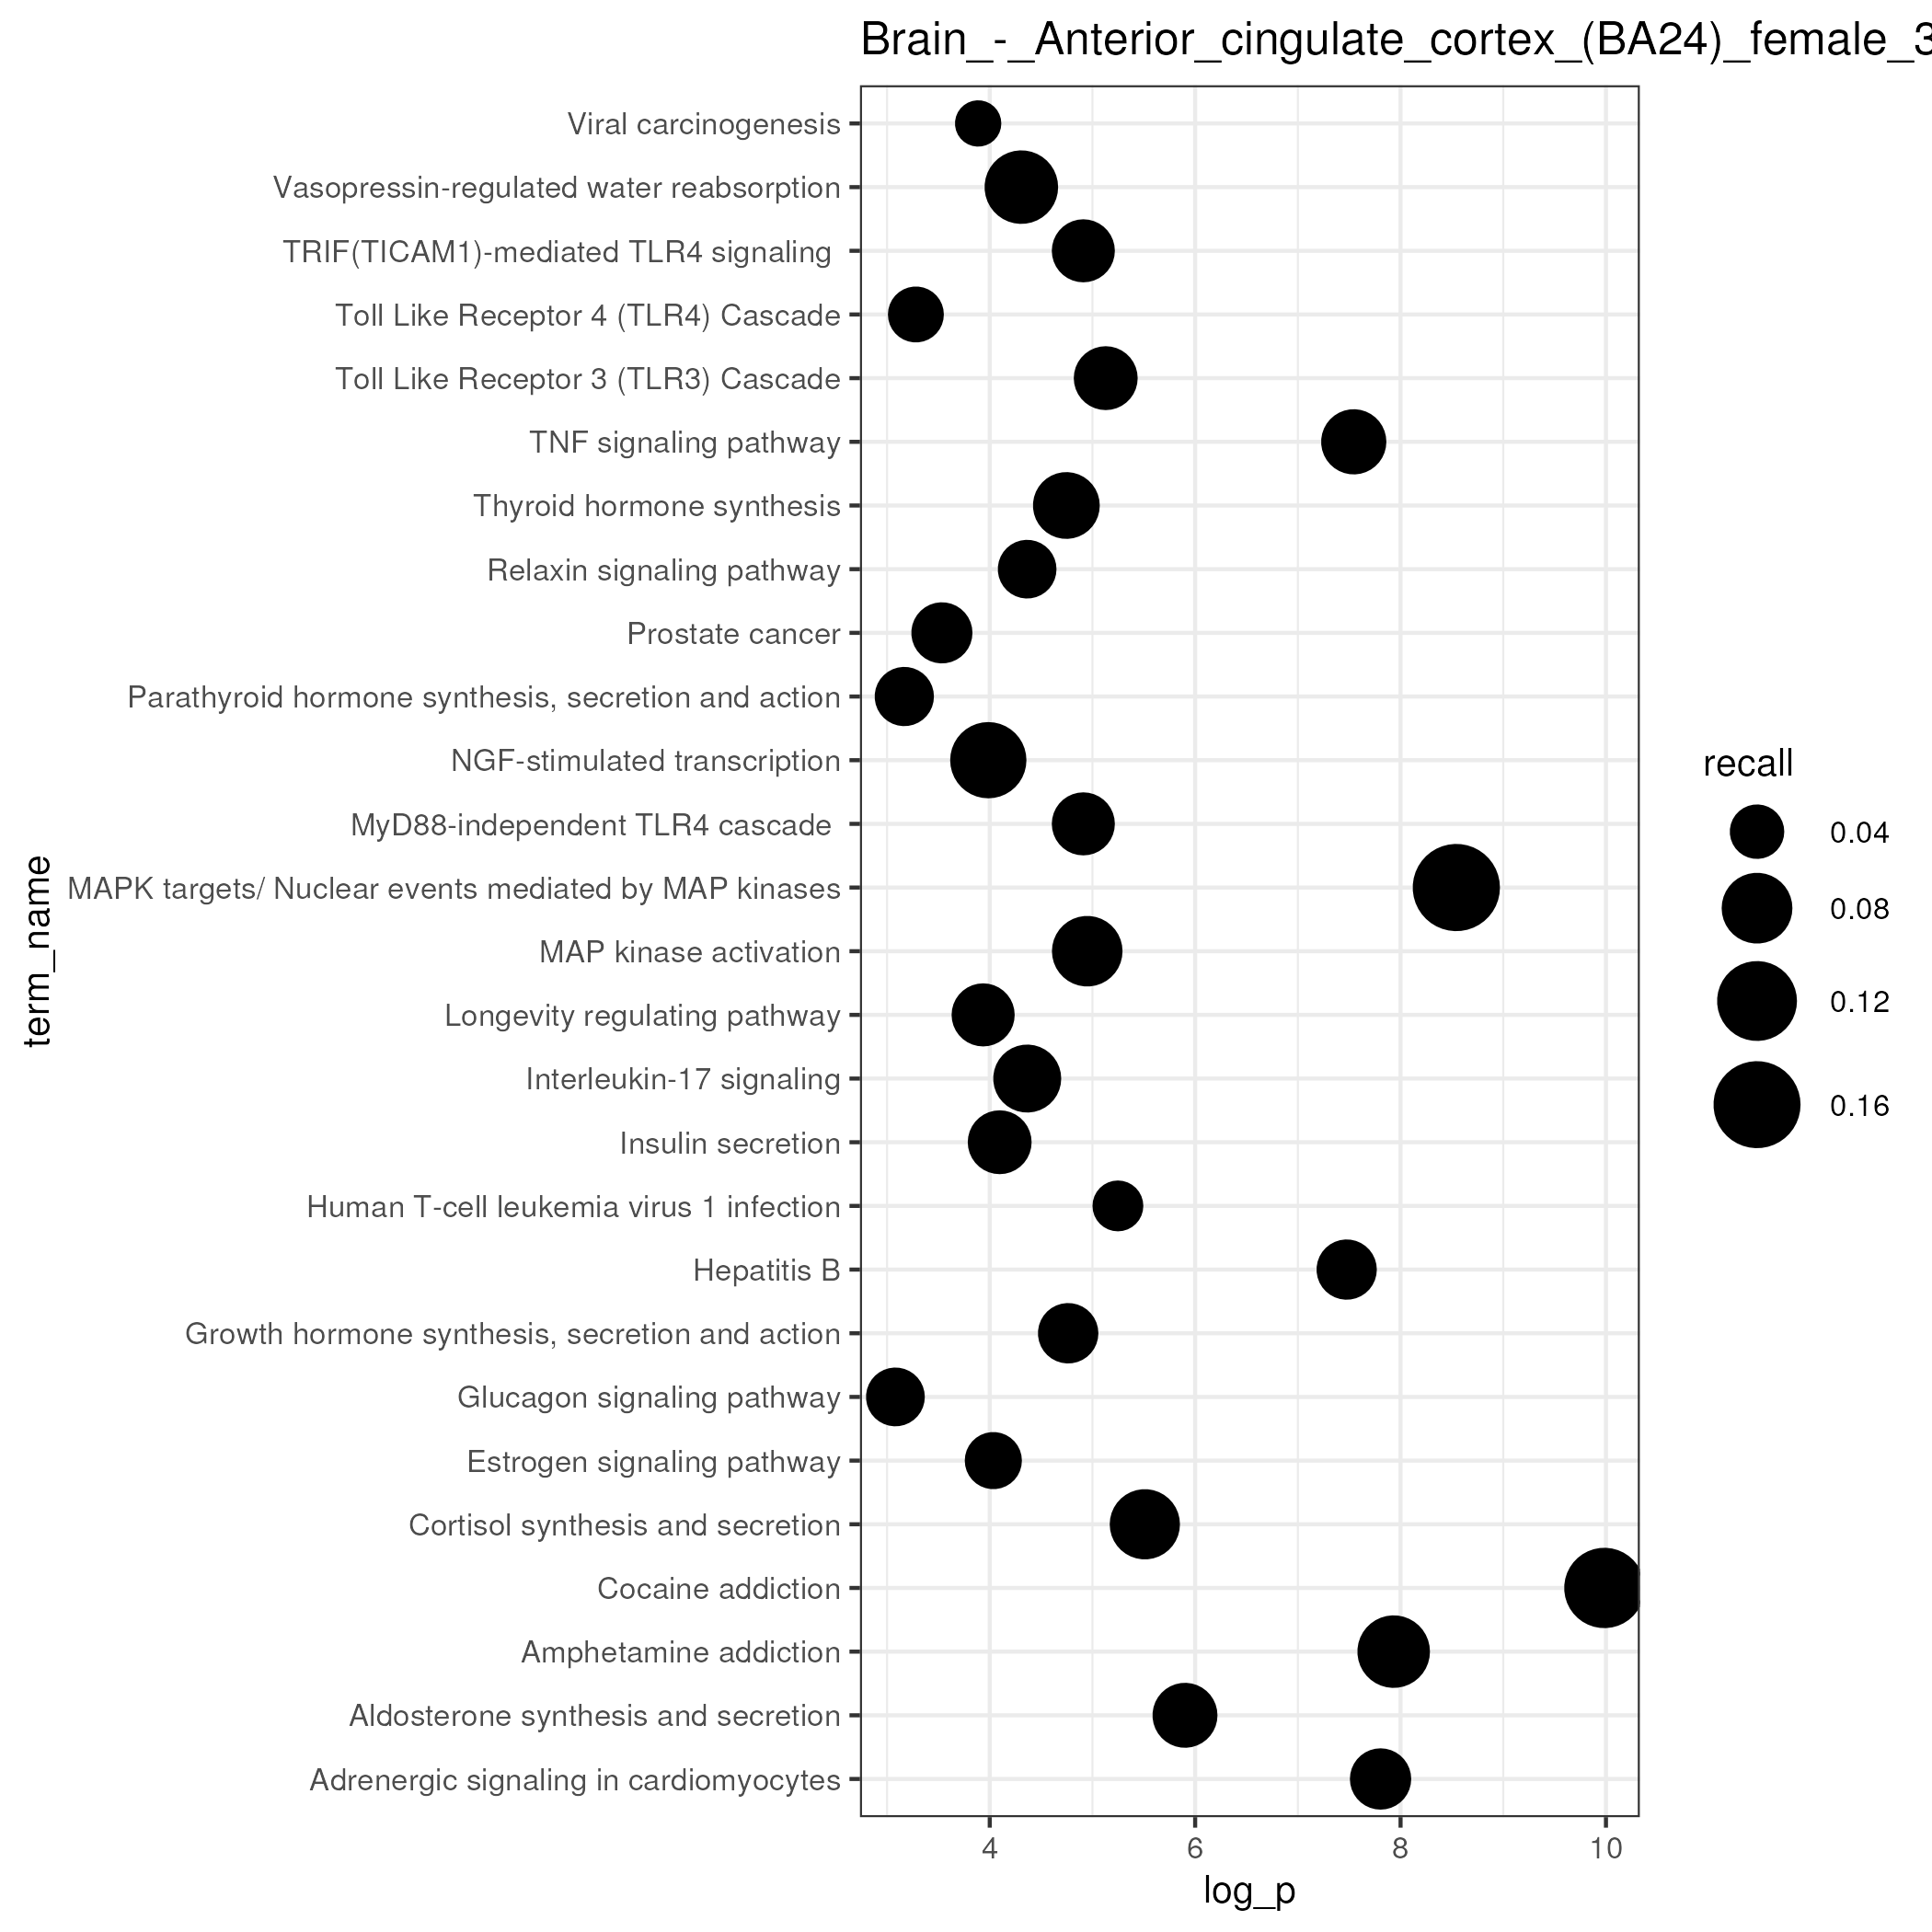 Brain_-_Anterior_cingulate_cortex_(BA24)_female_3
Viral carcinogenesis
Vasopressin-regulated water reabsorption
TRIF(TICAM1)-mediated TLR4 signaling
Toll Like Receptor 4 (TLR4) Cascade
Toll Like Receptor 3 (TLR3) Cascade
TNF signaling pathway
Thyroid hormone synthesis
Relaxin signaling pathway
Prostate cancer
Parathyroid hormone synthesis, secretion and action
NGF-stimulated transcription
MyD88-independent TLR4 cascade
MAPK targets/ Nuclear events mediated by MAP kinases
MAP kinase activation
Longevity regulating pathway
Interleukin-17 signaling
Insulin secretion
Human T-cell leukemia virus 1 infection
Hepatitis B
Growth hormone synthesis, secretion and action
Glucagon signaling pathway
Estrogen signaling pathway
Cortisol synthesis and secretion
Cocaine addiction
Amphetamine addiction
Aldosterone synthesis and secretion
Adrenergic signaling in cardiomyocytes
term_name
4 6 8 10
log_p
recall
0.04
0.08
0.12
0.16